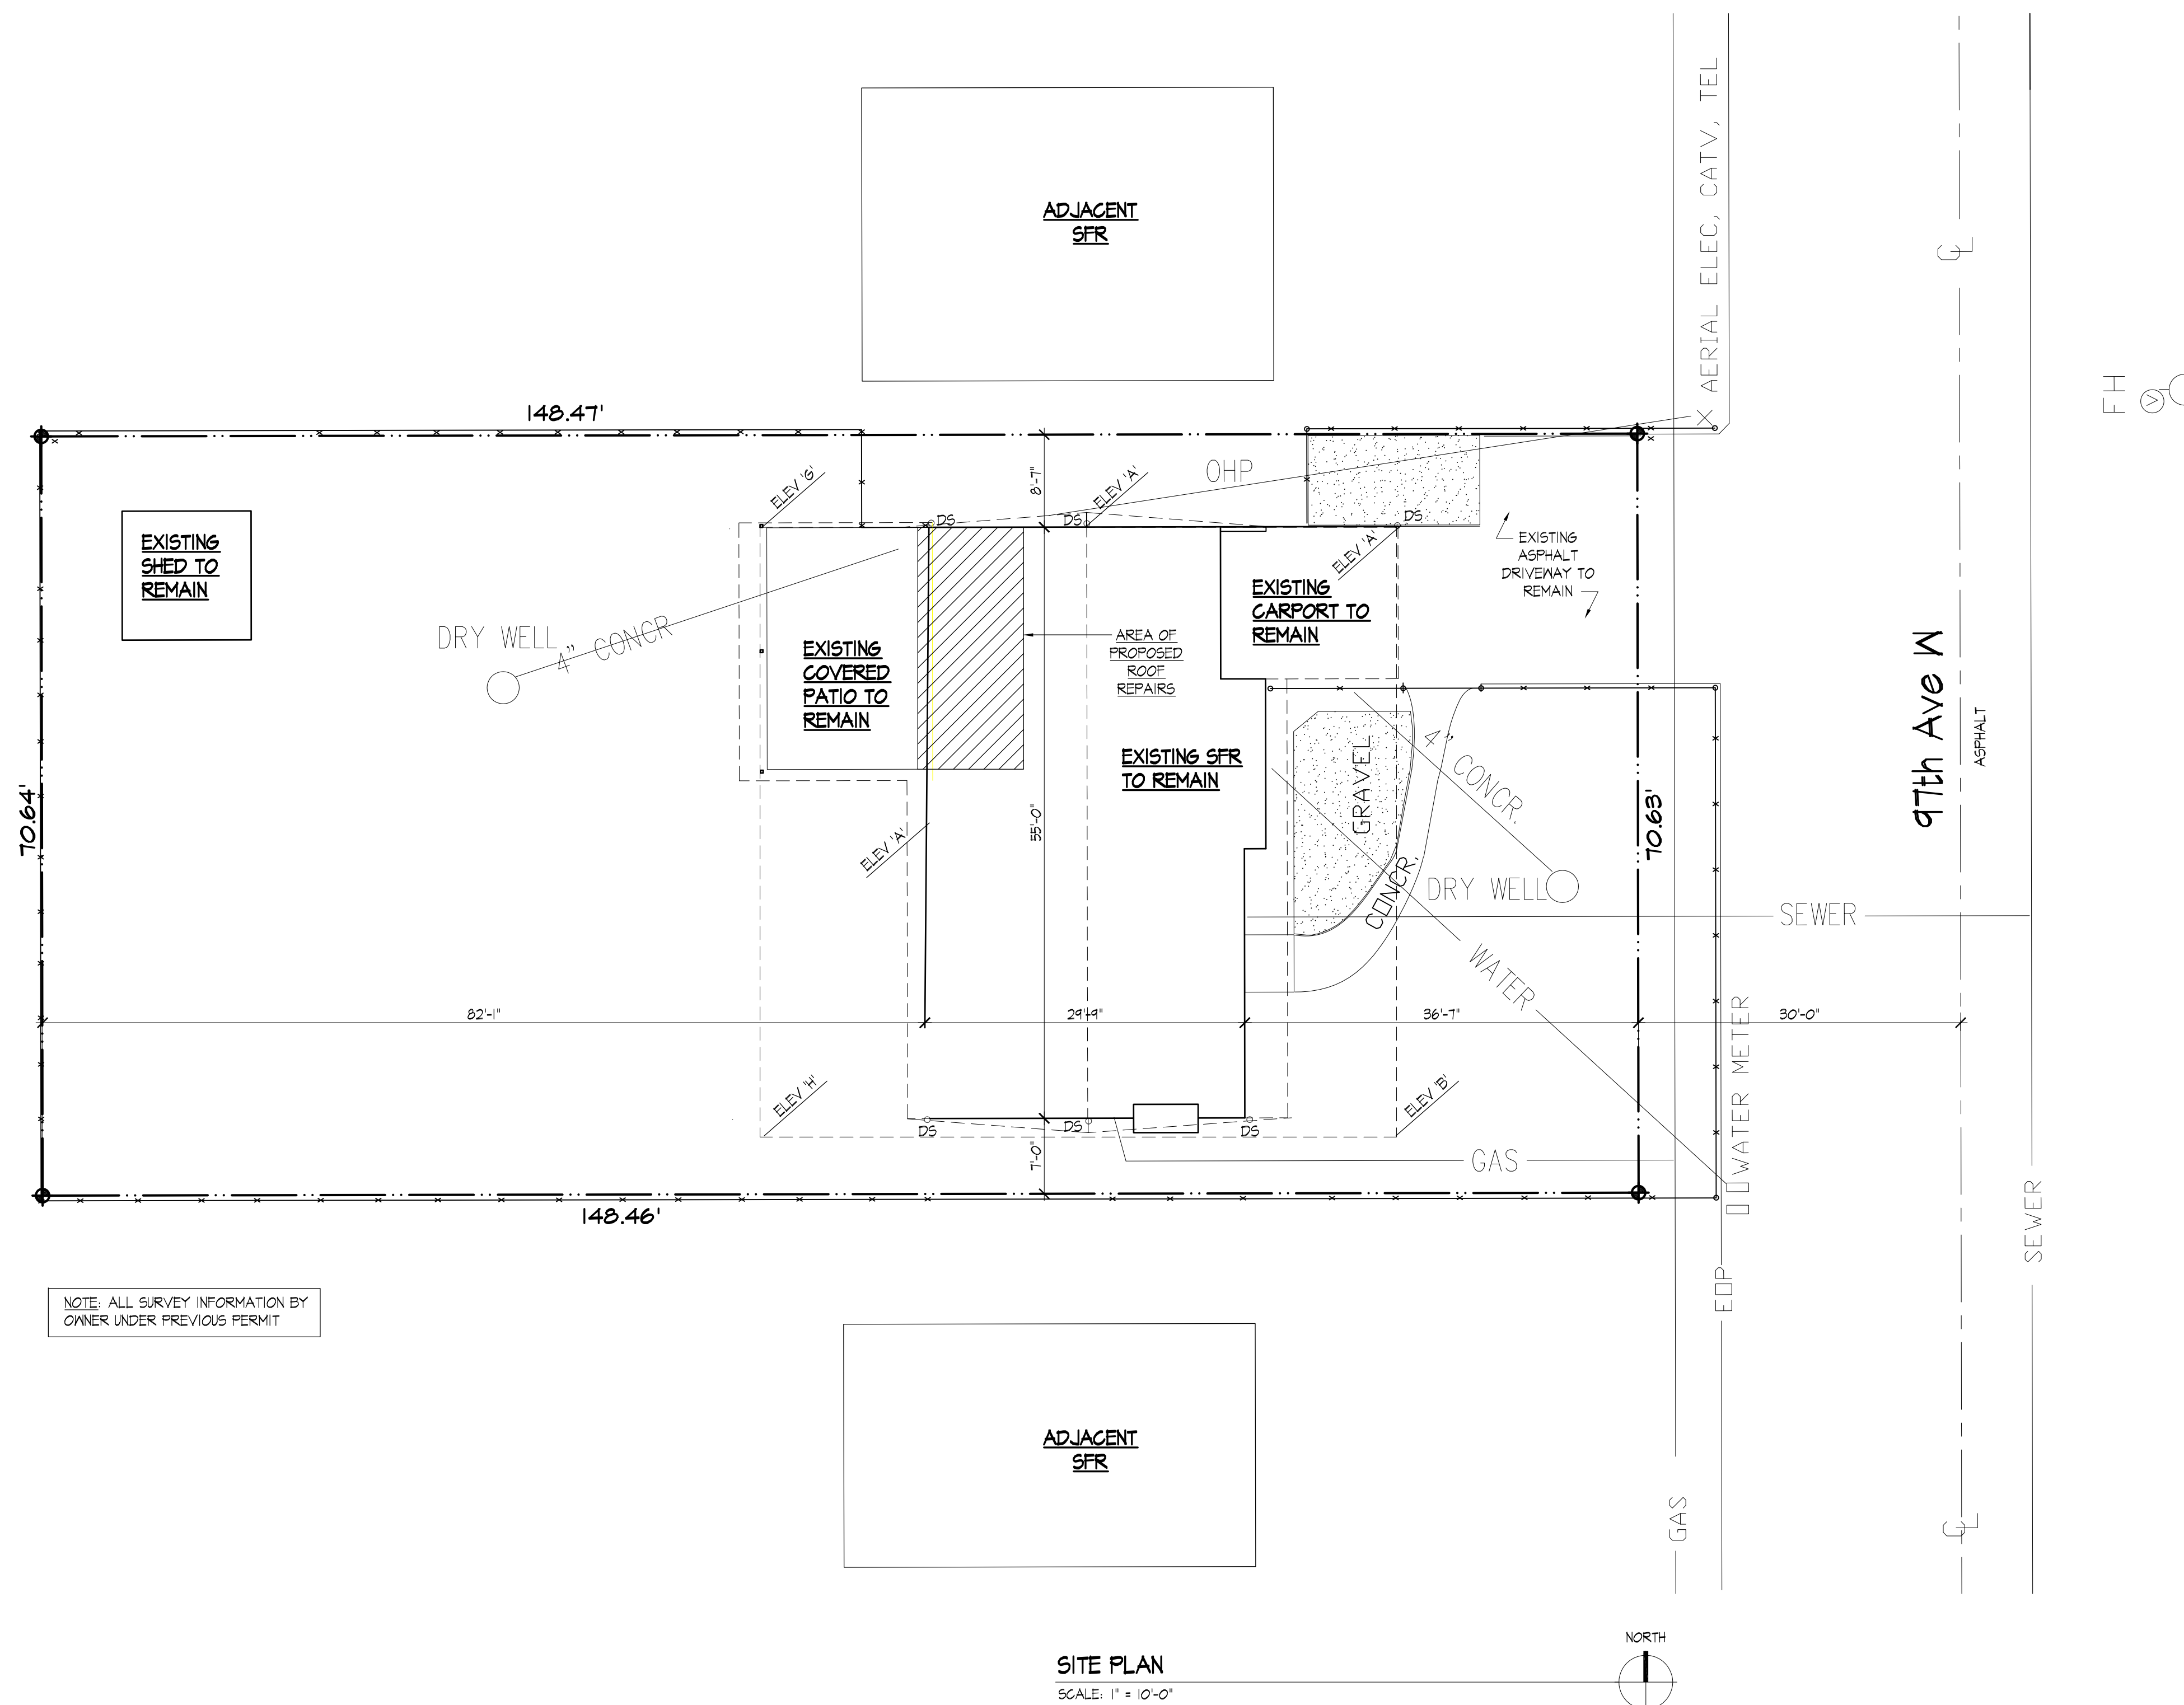 AERIAL ELEC, CATV, TEL
ADJACENT
SFR
CL
FH
V
X
148.47'
OHP
8'-7"
ELEV 'G'
ELEV 'A'
DS
DS
DS
ELEV 'A'
EXISTING
SHED TO
REMAIN
EXISTING
ASPHALT
DRIVEWAY TO
REMAIN
EXISTING
CARPORT TO
REMAIN
DRY WELL
4" CONCR
EXISTING
COVERED
PATIO TO
REMAIN
AREA OF
PROPOSED
ROOF
REPAIRS
EXISTING SFR
TO REMAIN
GRAVEL
4" CONCR.
97th Ave W
ASPHALT
70.64'
55'-0"
70.63'
ELEV 'A'
CONCR.
DRY WELL
SEWER
WATER
82'-1"
29'-9"
36'-7"
30'-0"
WATER METER
ELEV 'H'
ELEV 'B'
DS
DS
DS
7'-0"
GAS
148.46'
SEWER
EOP
NOTE: ALL SURVEY INFORMATION BY
OWNER UNDER PREVIOUS PERMIT
ADJACENT
SFR
GAS
CL
NORTH
SITE PLAN
SCALE: 1" = 10'-0"